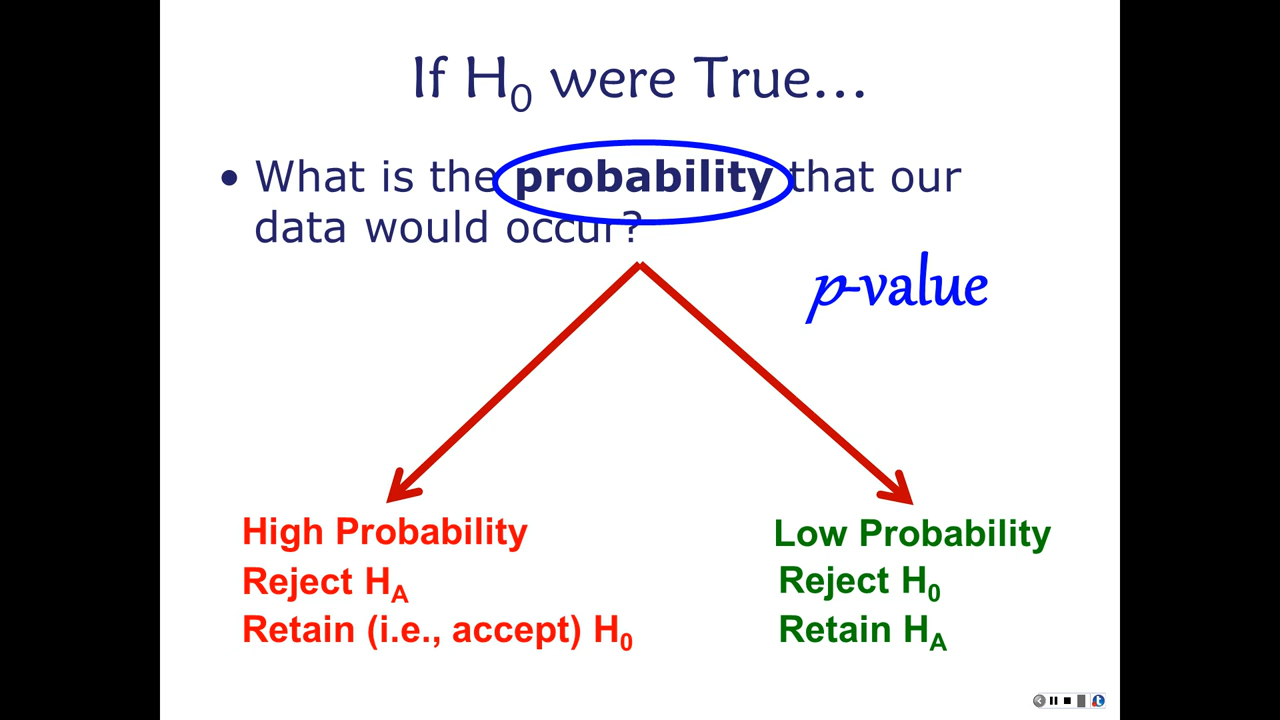 If H₀ were True...
• What is the probability that our
data would occur?
p-value
High Probability
Reject Hₐ
Retain (i.e., accept) H₀
Low Probability
Reject H₀
Retain Hₐ